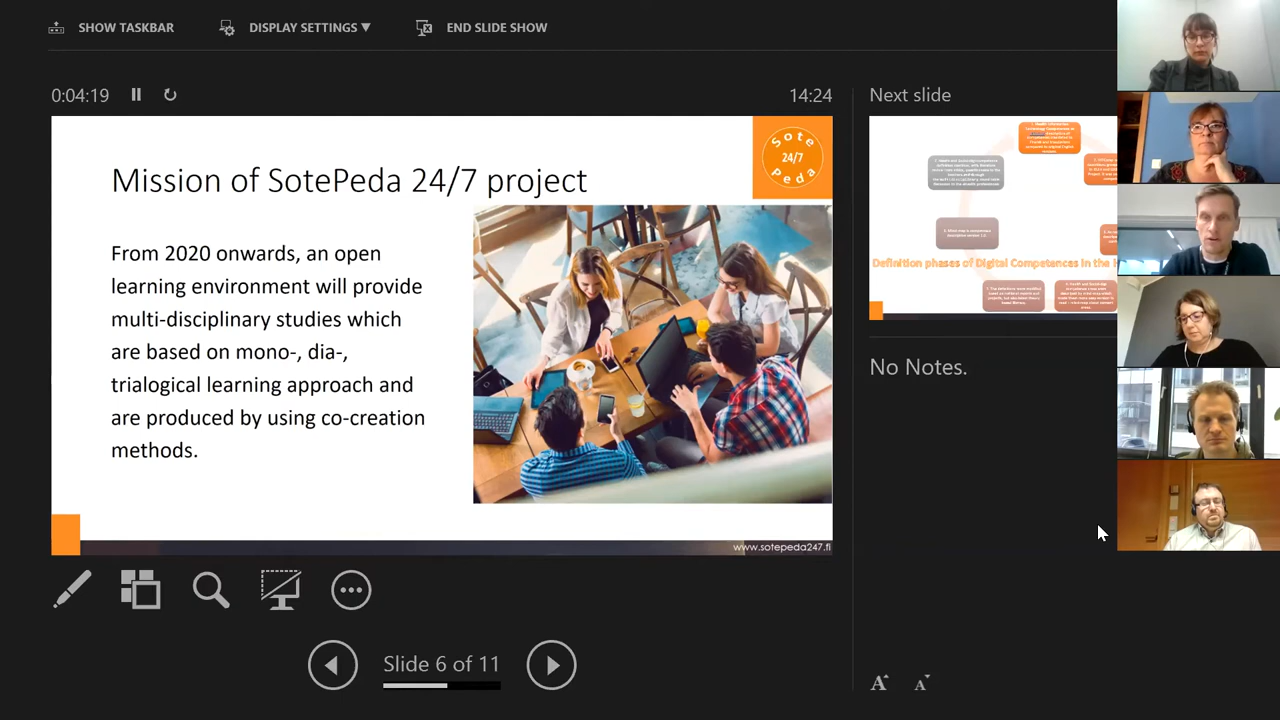 SHOW TASKBAR
DISPLAY SETTINGS ▼
END SLIDE SHOW
0:04:19
14:24
Next slide
Sote
24/7
Peda
Mission of SotePeda 24/7 project
From 2020 onwards, an open
learning environment will provide
multi-disciplinary studies which
are based on mono-, dia-,
trialogical learning approach and
are produced by using co-creation
methods.
www.sotepeda247.fi
Definition phases of Digital Competences in the H
No Notes.
Slide 6 of 11
A
A